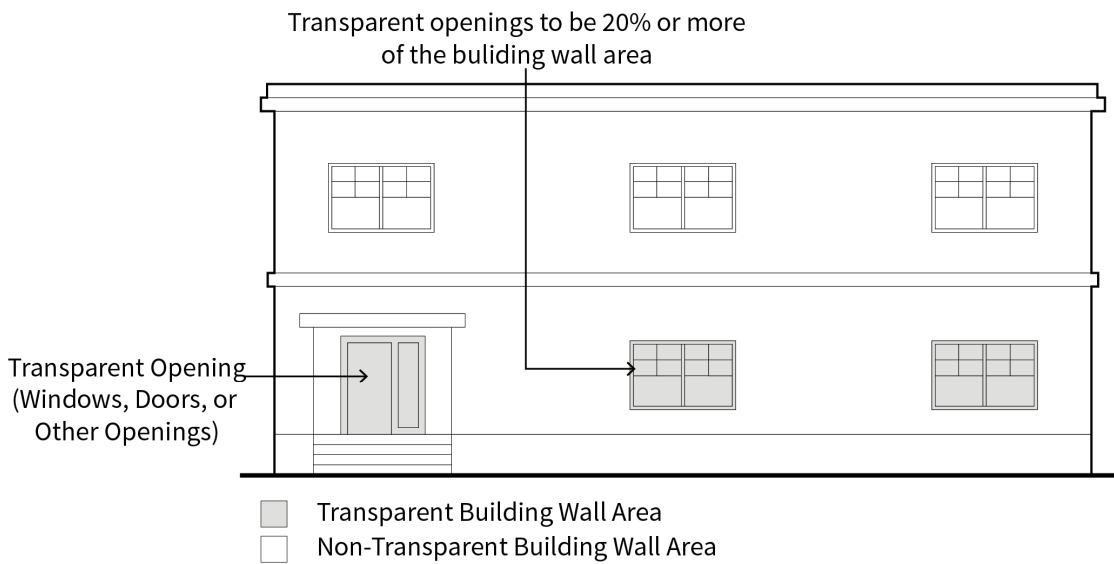 Transparent openings to be 20% or more
of the buliding wall area
Transparent Opening
(Windows, Doors, or
Other Openings)
Transparent Building Wall Area
Non-Transparent Building Wall Area